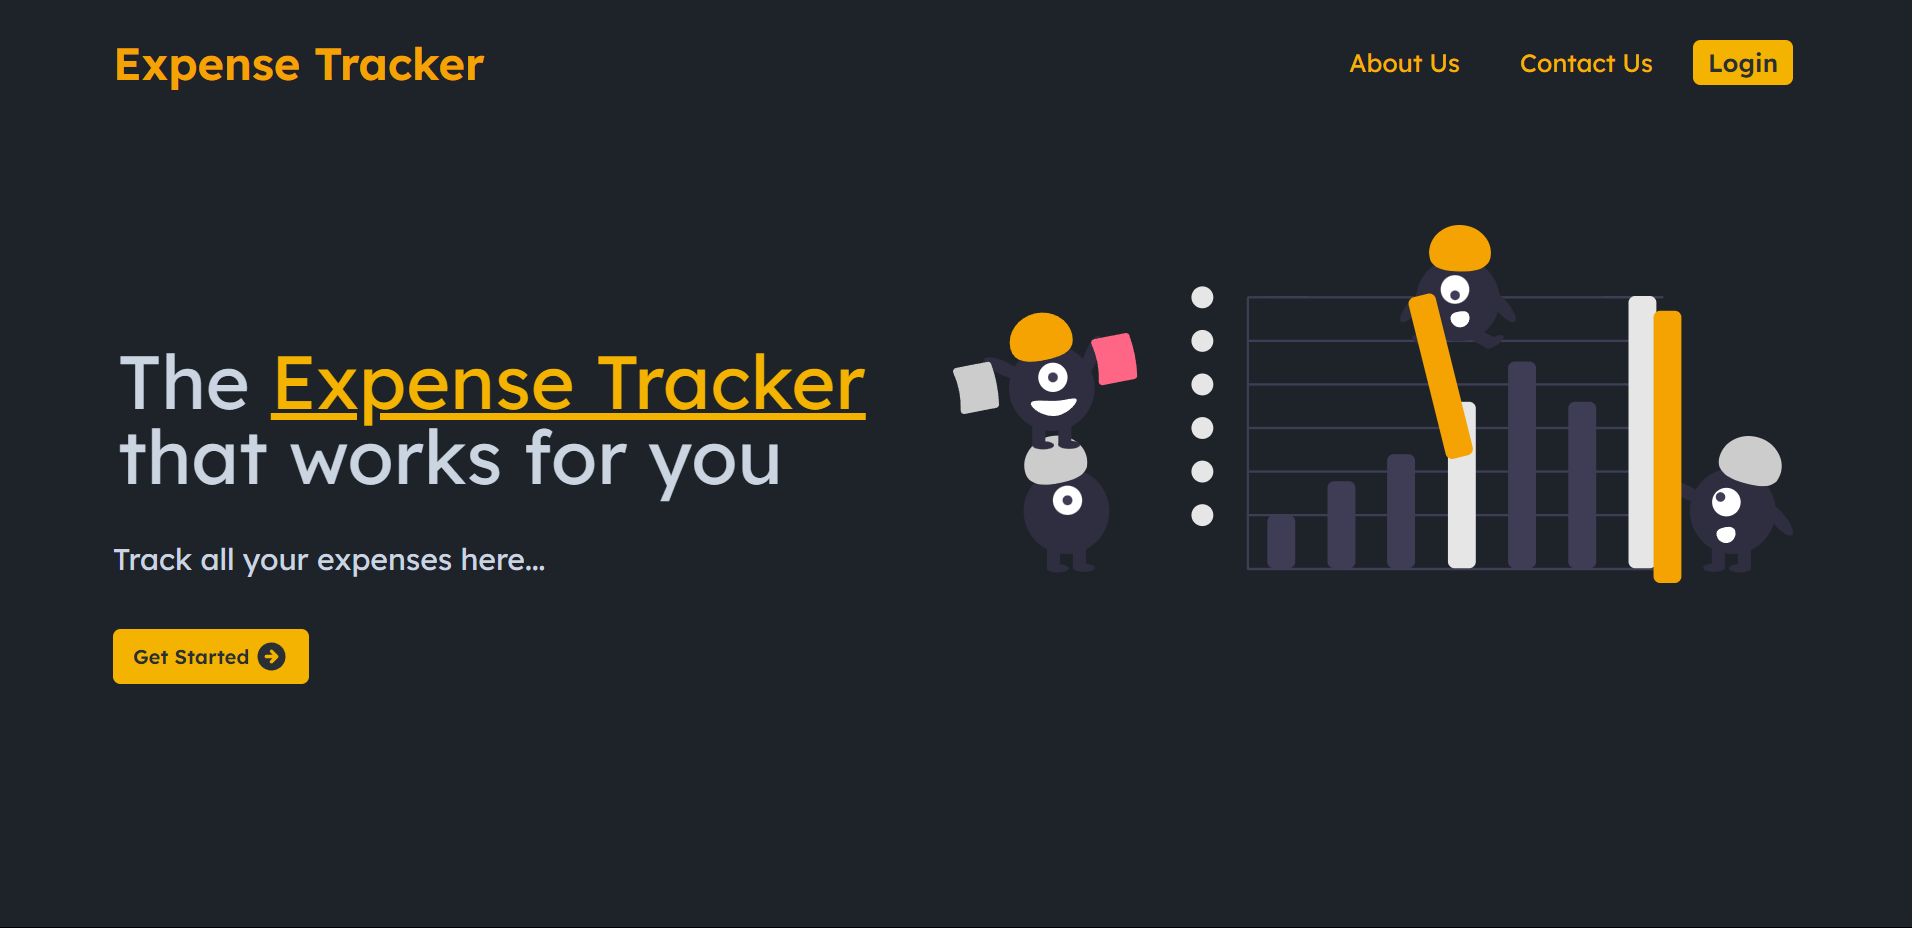 Expense Tracker
About Us
Contact Us
Login
The Expense Tracker
that works for you
Track all your expenses here...
Get Started